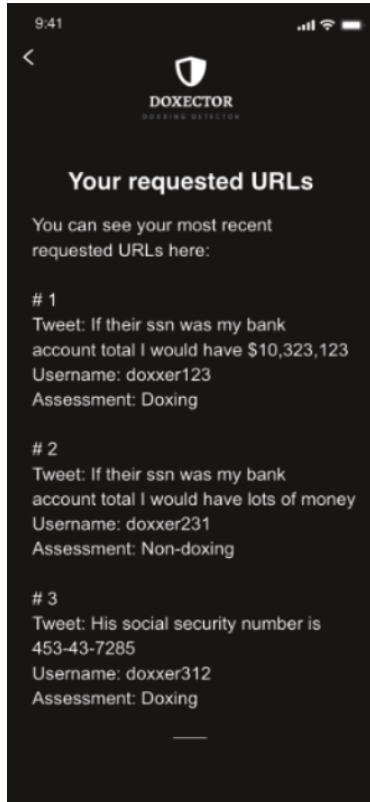 9:41
DOXECTOR
DOXXING DETECTOR
Your requested URLs
You can see your most recent
requested URLs here:
# 1
Tweet: If their ssn was my bank
account total I would have $10,323,123
Username: doxxer123
Assessment: Doxing
# 2
Tweet: If their ssn was my bank
account total I would have lots of money
Username: doxxer231
Assessment: Non-doxing
# 3
Tweet: His social security number is
453-43-7285
Username: doxxer312
Assessment: Doxing